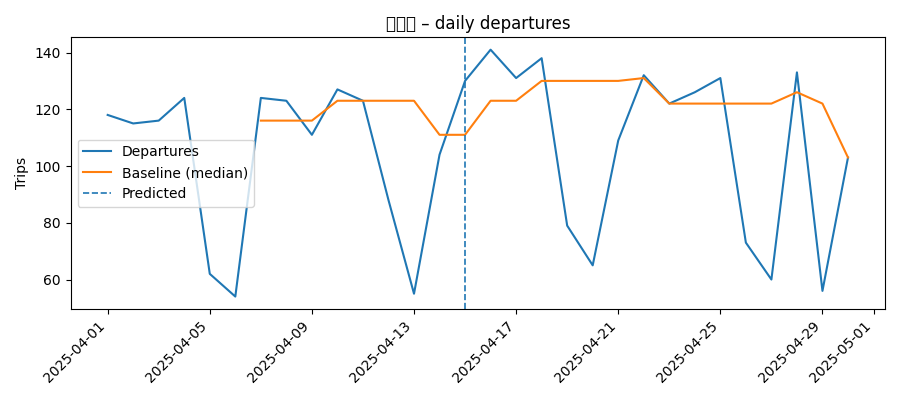 – daily departures
Trips
140
120
100
80
60
Departures
Baseline (median)
Predicted
2025-04-01
2025-04-05
2025-04-09
2025-04-13
2025-04-17
2025-04-21
2025-04-25
2025-04-29
2025-05-01